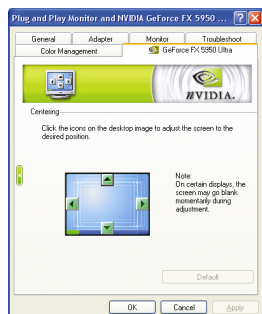 Plug and Play Monitor and NVIDIA GeForce FX 5950 ...
General Adapter Monitor Troubleshoot
Color Management GeForce FX 5950 Ultra
nVIDIA.
Centering
Click the icons on the desktop image to adjust the screen to the
desired position.
Note:
On certain displays, the
screen may go blank
momentarily during
adjustment.
Default
OK Cancel Apply